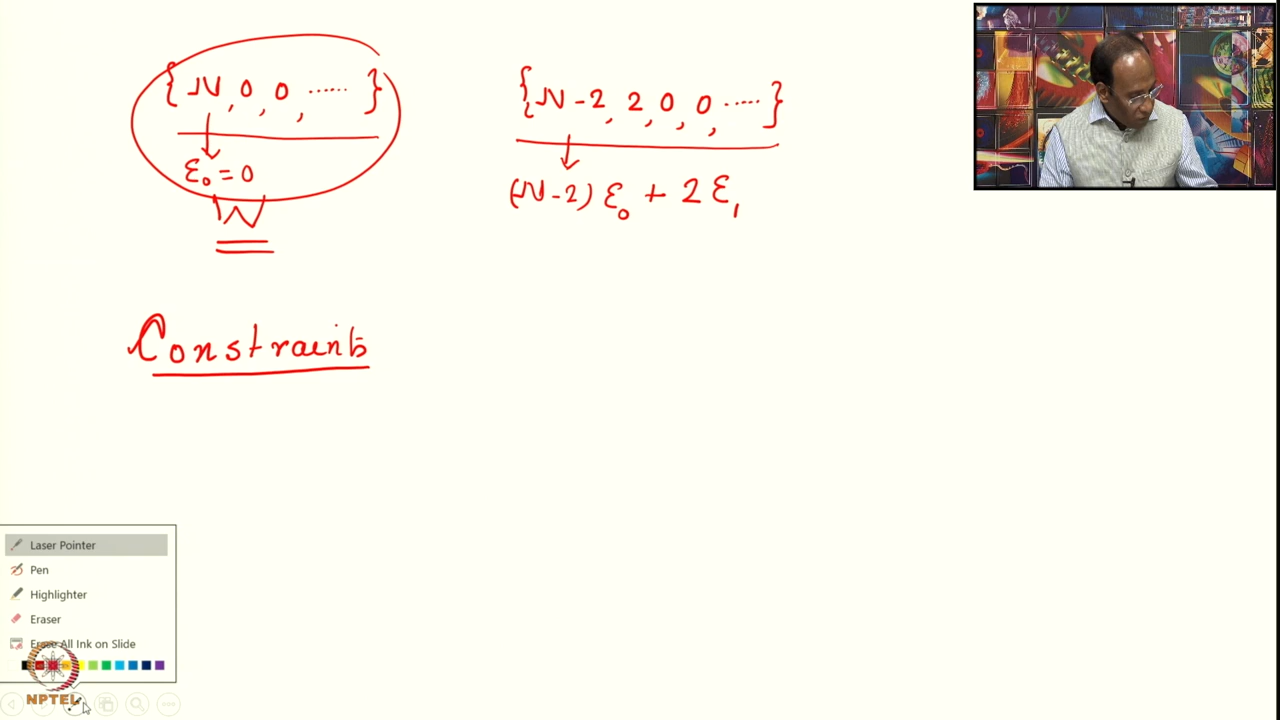 {N, 0, 0, ......}
ε₀ = 0
W
{N-2, 2, 0, 0, .....}
(N-2) ε₀ + 2 ε₁
Constraints
Laser Pointer
Pen
Highlighter
Eraser
Erase All Ink on Slide
NPTEL